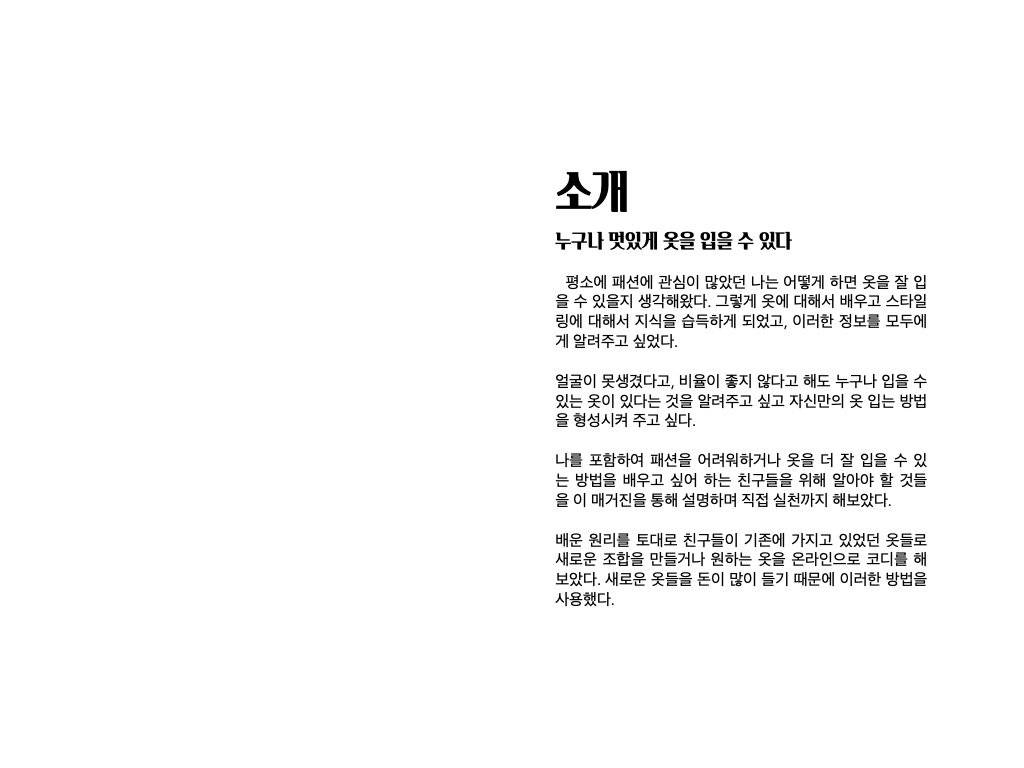 소개
누구나 멋있게 옷을 입을 수 있다
평소에 패션에 관심이 많았던 나는 어떻게 하면 옷을 잘 입
을 수 있을지 생각해왔다. 그렇게 옷에 대해서 배우고 스타일
링에 대해서 지식을 습득하게 되었고, 이러한 정보를 모두에
게 알려주고 싶었다.
얼굴이 못생겼다고, 비율이 좋지 않다고 해도 누구나 입을 수
있는 옷이 있다는 것을 알려주고 싶고 자신만의 옷 입는 방법
을 형성시켜 주고 싶다.
나를 포함하여 패션을 어려워하거나 옷을 더 잘 입을 수 있
는 방법을 배우고 싶어 하는 친구들을 위해 알아야 할 것들
을 이 매거진을 통해 설명하며 직접 실천까지 해보았다.
배운 원리를 토대로 친구들이 기존에 가지고 있었던 옷들로
새로운 조합을 만들거나 원하는 옷을 온라인으로 코디를 해
보았다. 새로운 옷들을 돈이 많이 들기 때문에 이러한 방법을
사용했다.